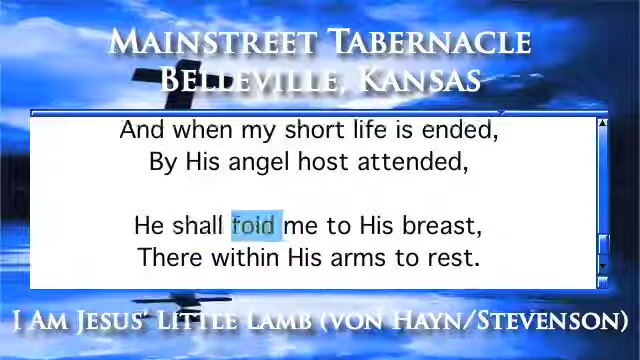 Mainstreet Tabernacle
Belleville, Kansas
And when my short life is ended,
By His angel host attended,
He shall fold me to His breast,
There within His arms to rest.
I Am Jesus' Little lamb (von Hayn/Stevenson)